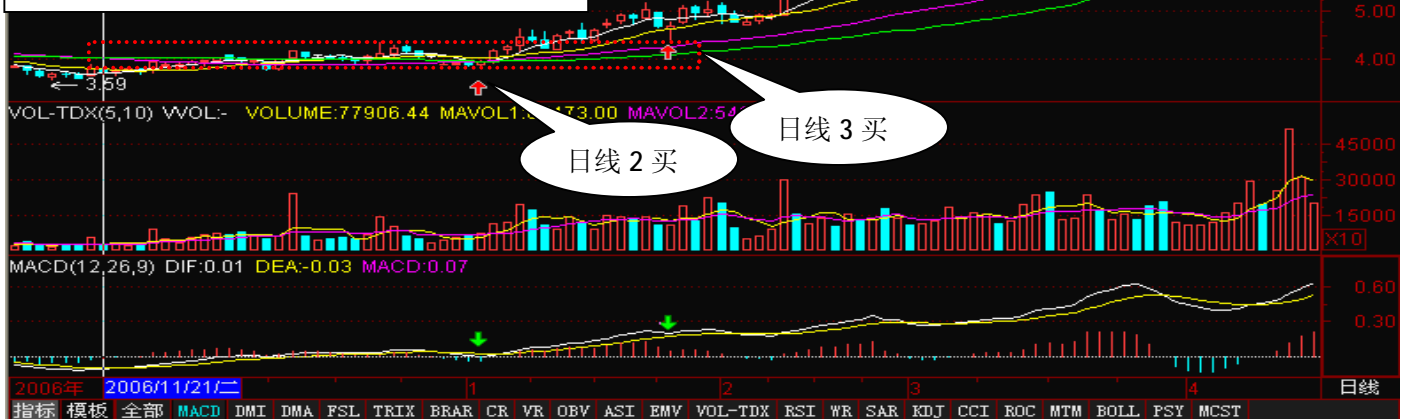 5.00
4.00
← 3.59
日线 3 买
日线 2 买
VOL-TDX(5,10) VVOL:- VOLUME:77906.44 MAVOL1: 473.00 MAVOL2:54
45000
30000
15000
X10
MACD(12,26,9) DIF:0.01 DEA:-0.03 MACD:0.07
0.60
0.30
2006年 2006/11/21/二 1 2 3 4 日线
指标 模板 全部 MACD DMI DMA FSL TRIX BRAR CR VR OBV ASI EMV VOL-TDX RSI WR SAR KDJ CCI ROC MTM BOLL PSY MCST